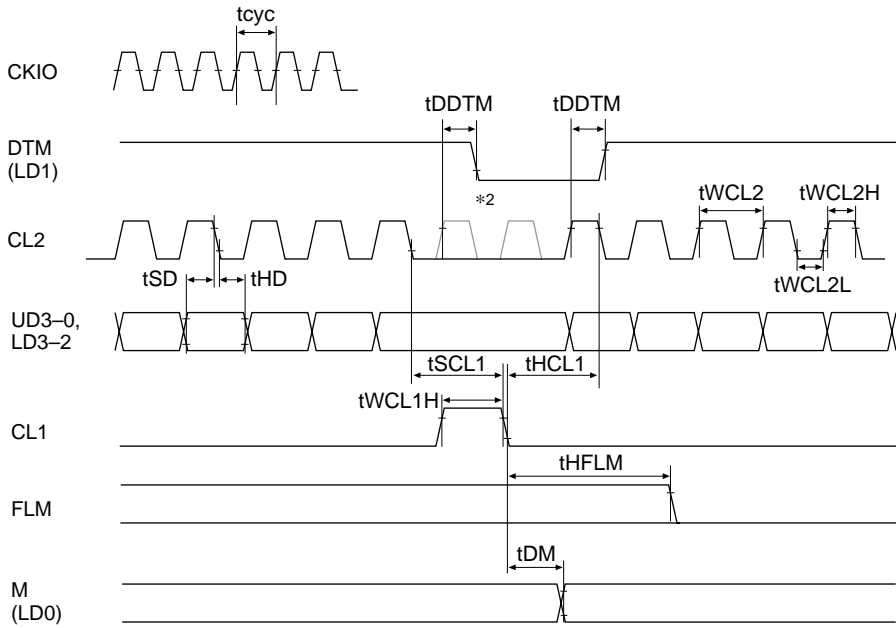 tcyc
CKIO
tDDTM tDDTM
DTM
(LD1)
*2
tWCL2 tWCL2H
CL2
tSD tHD
tWCL2L
UD3–0,
LD3–2
tSCL1 tHCL1
tWCL1H
CL1
tHFLM
FLM
tDM
M
(LD0)